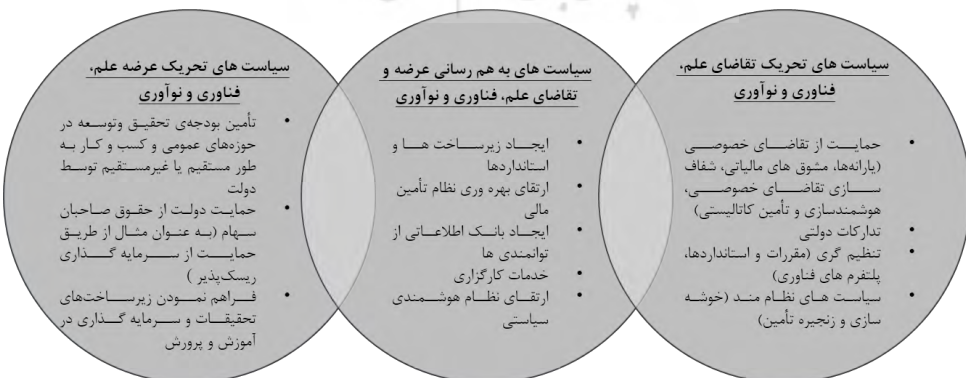 سیاست های تحریک تقاضای علم،
فناوری و نوآوری
• حمایت از تقاضای خصوصی
(یارانه‌ها، مشوق های مالیاتی، شفاف
سازی تقاضای خصوصی،
هوشمندسازی و تأمین کاتالیستی)
• تدارکات دولتی
• تنظیم گری (مقررات و استانداردها،
پلتفرم های فناوری)
• سیاست های نظام مند (خوشه
سازی و زنجیره تأمین)
سیاست های به هم رسانی عرضه و
تقاضای علم، فناوری و نوآوری
• ایجاد زیرساخت ها و
استانداردها
• ارتقای بهره وری نظام تأمین
مالی
• ایجاد بانک اطلاعاتی از
توانمندی ها
• خدمات کارگزاری
• ارتقای نظام هوشمندی
سیاستی
سیاست های تحریک عرضه علم،
فناوری و نوآوری
• تأمین بودجه‌ی تحقیق وتوسعه در
حوزه‌های عمومی و کسب و کار به
طور مستقیم یا غیرمستقیم توسط
دولت
• حمایت دولت از حقوق صاحبان
سهام (به عنوان مثال از طریق
حمایت از سرمایه گذاری
ریسک‌پذیر )
• فراهم نمودن زیرساخت‌های
تحقیقات و سرمایه گذاری در
آموزش و پرورش